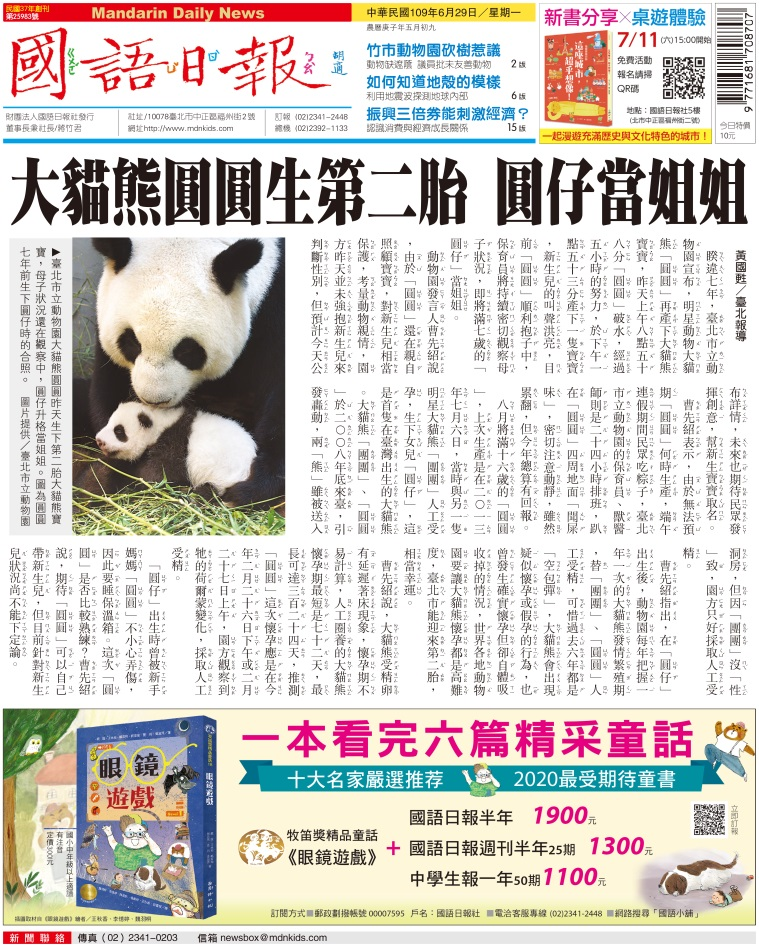 民國37年創刊
第25983號
Mandarin Daily News
國語日報
中華民國109年6月29日／星期一
農曆庚子年五月初九
竹市動物園砍樹惹議
動物缺遮蔭 議員批未友善動物 2版
如何知道地殼的模樣
利用地震波探測地球內部 6版
振興三倍券能刺激經濟？
認識消費與經濟成長關係 15版
財團法人國語日報社發行
董事長兼社長/蔣竹君
社址/10078臺北市中正區福州街2號
網址http://www.mdnkids.com
訂報 (02)2341-2448
總機 (02)2392-1133
新書分享×桌遊體驗
7/11(六)15:00開始
免費活動
報名請掃
QR碼
地點：國語日報社5樓
(北市中正區福州街二號)
一起漫遊充滿歷史與文化特色的城市！
9771681708707
今日特價
10元
大貓熊圓圓生第二胎 圓仔當姐姐
黃國甦／臺北報導
睽違七年，臺北市立動
物園宣布，明星動物大貓
熊「圓圓」再產下大貓熊
寶寶，昨天上午八點五十
八分「圓圓」破水，經過
五小時的努力，於下午一
點五十三分產下一隻寶寶
，新生兒的叫聲洪亮，目
前「圓圓」順利抱子中，
保育員將持續密切觀察母
子狀況，即將滿七歲的「
圓仔」當姐姐。
動物園發言人曹先紹說
，由於「圓圓」還在親自
照顧寶寶，對新生兒相當
保護，考量動物親情，園
方昨天並未強抱新生兒來
判斷性別，但預計今天公
布詳情，未來也期待民眾發
揮創意，幫新生寶寶取名。
曹先紹表示，由於無法預
期「圓圓」何時生產，端午
連假期間民眾吃粽子，臺北
市立動物園的保育員、獸醫
師則是二十四小時排班，趴
在「圓圓」四周地面「聞尿
味」，密切注意動靜，雖然
累翻，但今年總算有回報。
八月將滿十六歲的「圓圓
」，上次生產是在二〇一三
年七月六日，當時與另一隻
明星大貓熊「團團」人工受
孕，生下女兒「圓仔」，這
是首隻在臺灣出生的大貓熊
。大貓熊「團團」、「圓圓
」於二〇〇八年底來臺，引
發轟動，兩「熊」雖被送入
洞房，但因「團團」沒「性
」致，園方只好採取人工受
精。
曹先紹指出，在「圓仔」
出生後，動物園每年把握一
年一次的大貓熊發情繁殖期
，替「團團」、「圓圓」人
工受精，可惜過去六年都是
「空包彈」，大貓熊會出現
疑似懷孕或假孕的行為，也
曾發生確實懷孕但卻自體吸
收掉的情況，世界各地動物
園要讓大貓熊懷孕都是高難
度，臺北市能迎來第二胎，
相當幸運。
曹先紹說，大貓熊受精卵
有延遲著床現象，懷孕期不
易計算，人工圈養的大貓熊
懷孕期最短是七十二天，最
長可達三百二十四天，推測
「圓圓」這次懷孕應是在今
年二月二十六日下午或二月
二十七日上午，園方觀察到
牠的荷爾蒙變化，採取人工
受精。
「圓仔」出生時曾被新手
媽媽「圓圓」不小心弄傷，
因此要睡保溫箱，這次「圓
圓」是否比較熟練。曹先紹
說，期待「圓圓」可以自己
帶新生兒，但目前針對新生
兒狀況尚不能下定論。
▶臺北市立動物園大貓熊圓圓昨天生下第二胎大貓熊寶
寶，母子狀況還在觀察中，圓仔升格當姐姐。圖為圓圓
七年前生下圓仔時的合照。 圖片提供／臺北市立動物園
眼鏡遊戲
國小中年級以上適讀
有注音
定價300元
插圖取材自《眼鏡遊戲》繪者／王秋香、李憶婷、魏羽桐
一本看完六篇精采童話
十大名家嚴選推荐 2020最受期待童書
牧笛獎精品童話
《眼鏡遊戲》
+
國語日報半年 1900元
國語日報週刊半年25期 1300元
中學生報一年50期 1100元
立即訂報
訂閱方式■郵政劃撥帳號 00007595 戶名：國語日報社 ■電洽客服專線 (02)2341-2448 ■網路搜尋「國語小舖」
新聞聯絡 傳真（02）2341-0203 信箱 newsbox@mdnkids.com